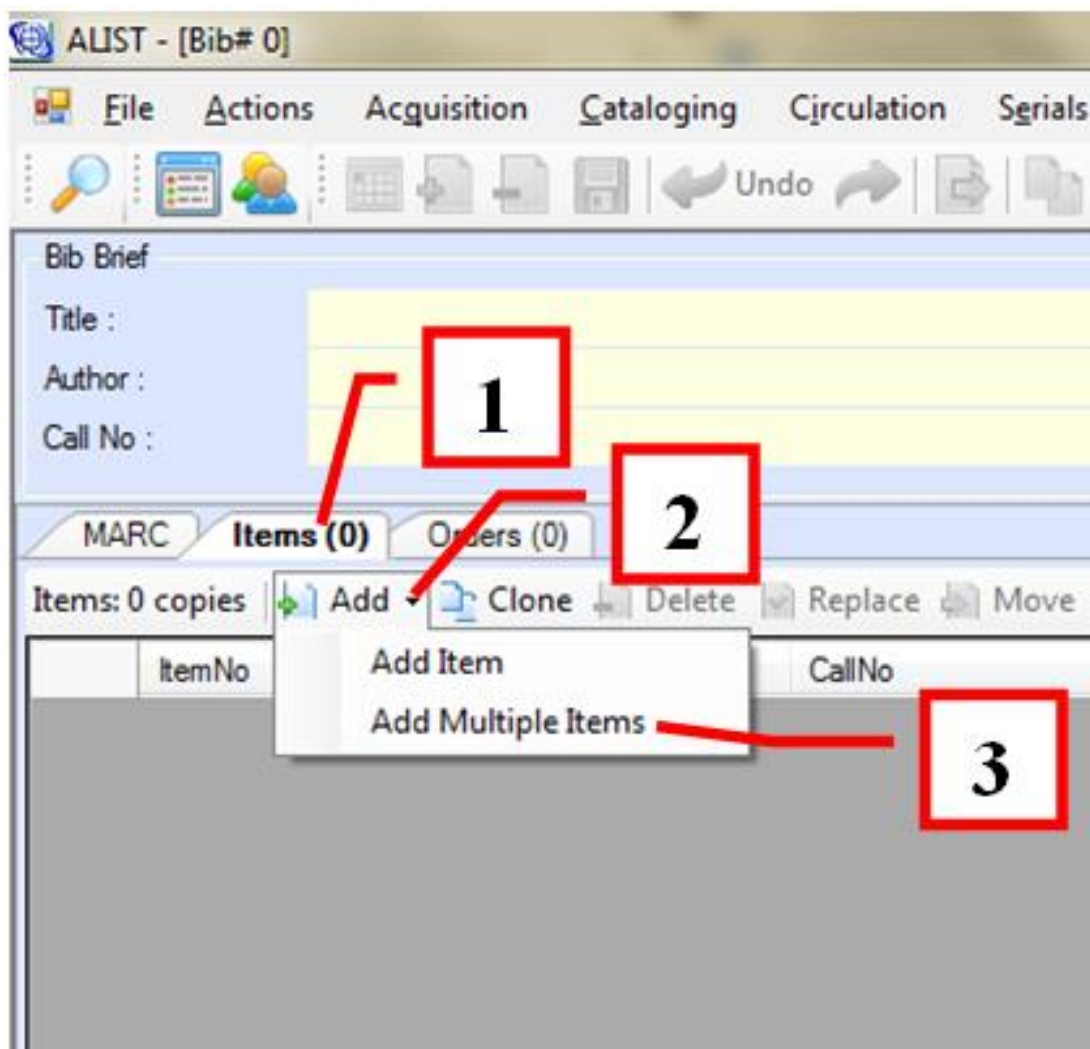 ALIST - [Bib# 0]
File Actions Acquisition Cataloging Circulation Serials
Undo
Bib Brief
Title :
Author :
Call No :
1
2
MARC Items (0) Orders (0)
Items: 0 copies Add Clone Delete Replace Move
ItemNo CallNo
Add Item
Add Multiple Items
3